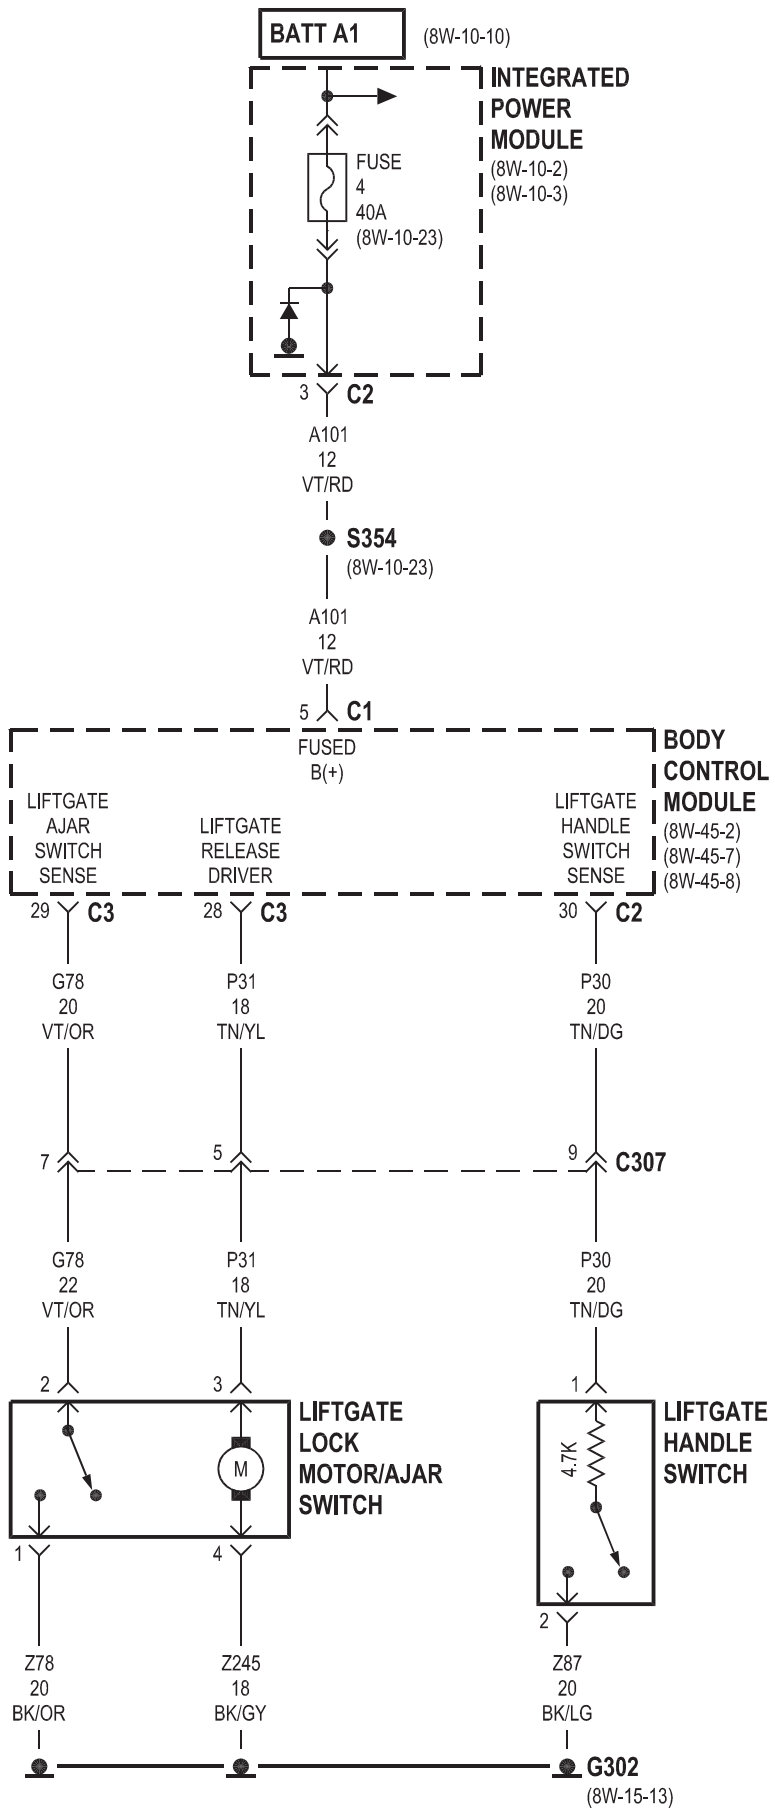 BATT A1
(8W-10-10)
INTEGRATED
POWER
MODULE
(8W-10-2)
(8W-10-3)
FUSE
4
40A
(8W-10-23)
3
C2
A101
12
VT/RD
S354
(8W-10-23)
A101
12
VT/RD
5
C1
FUSED
B(+)
BODY
CONTROL
MODULE
(8W-45-2)
(8W-45-7)
(8W-45-8)
LIFTGATE
AJAR
SWITCH
SENSE
LIFTGATE
RELEASE
DRIVER
LIFTGATE
HANDLE
SWITCH
SENSE
29
C3
28
C3
30
C2
G78
20
VT/OR
P31
18
TN/YL
P30
20
TN/DG
7
5
9
C307
G78
22
VT/OR
P31
18
TN/YL
P30
20
TN/DG
2
3
1
LIFTGATE
LOCK
MOTOR/AJAR
SWITCH
M
4.7K
LIFTGATE
HANDLE
SWITCH
1
4
2
Z78
20
BK/OR
Z245
18
BK/GY
Z87
20
BK/LG
G302
(8W-15-13)